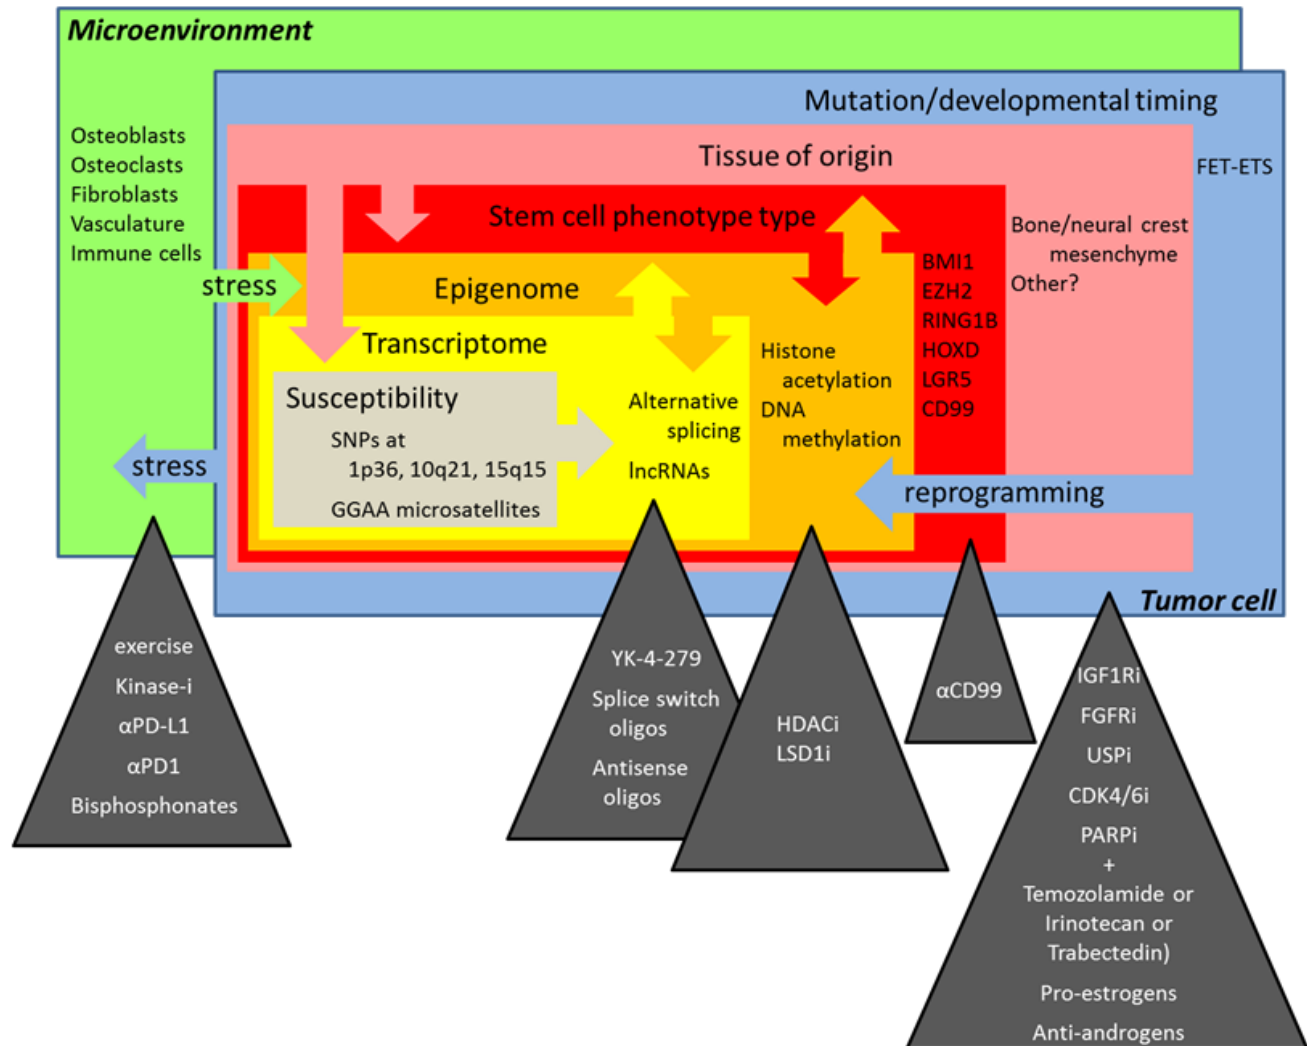 Microenvironment
Mutation/developmental timing
Osteoblasts
Osteoclasts
Fibroblasts
Vasculature
Immune cells
Tissue of origin
FET-ETS
Stem cell phenotype type
Bone/neural crest
mesenchyme
Other?
stress
Epigenome
BMI1
EZH2
RING1B
HOXD
LGR5
CD99
Transcriptome
Histone
acetylation
DNA
methylation
Susceptibility
SNPs at
1p36, 10q21, 15q15
GGAA microsatellites
Alternative
splicing
lncRNAs
stress
reprogramming
Tumor cell
exercise
Kinase-i
αPD-L1
αPD1
Bisphosphonates
YK-4-279
Splice switch
oligos
Antisense
oligos
HDACi
LSD1i
αCD99
IGF1Ri
FGFRi
USPi
CDK4/6i
PARPi
+
Temozolamide or
Irinotecan or
Trabectedin)
Pro-estrogens
Anti-androgens